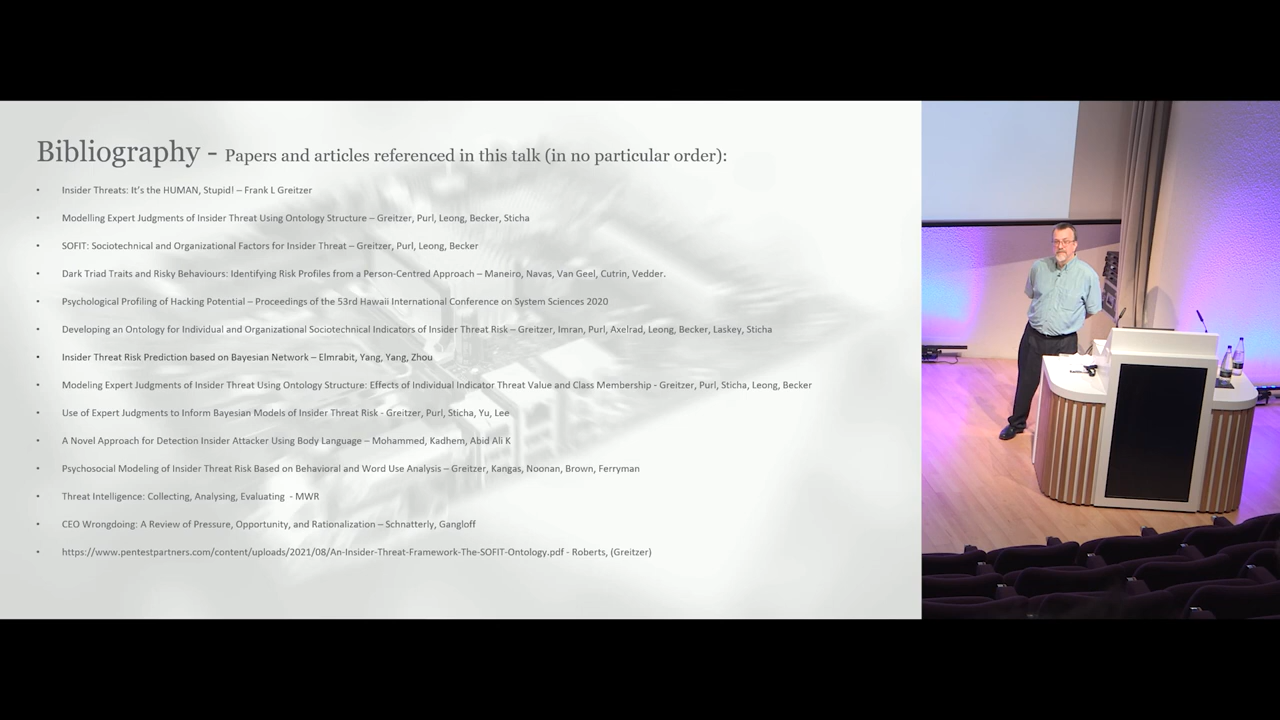 Bibliography - Papers and articles referenced in this talk (in no particular order):
• Insider Threats: It's the HUMAN, Stupid! – Frank L Greitzer
• Modelling Expert Judgments of Insider Threat Using Ontology Structure – Greitzer, Purl, Leong, Becker, Sticha
• SOFIT: Sociotechnical and Organizational Factors for Insider Threat – Greitzer, Purl, Leong, Becker
• Dark Triad Traits and Risky Behaviours: Identifying Risk Profiles from a Person-Centred Approach – Maneiro, Navas, Van Geel, Cutrin, Vedder.
• Psychological Profiling of Hacking Potential – Proceedings of the 53rd Hawaii International Conference on System Sciences 2020
• Developing an Ontology for Individual and Organizational Sociotechnical Indicators of Insider Threat Risk – Greitzer, Imran, Purl, Axelrad, Leong, Becker, Laskey, Sticha
• Insider Threat Risk Prediction based on Bayesian Network – Elmrabit, Yang, Yang, Zhou
• Modeling Expert Judgments of Insider Threat Using Ontology Structure: Effects of Individual Indicator Threat Value and Class Membership - Greitzer, Purl, Sticha, Leong, Becker
• Use of Expert Judgments to Inform Bayesian Models of Insider Threat Risk - Greitzer, Purl, Sticha, Yu, Lee
• A Novel Approach for Detection Insider Attacker Using Body Language – Mohammed, Kadhem, Abid Ali K
• Psychosocial Modeling of Insider Threat Risk Based on Behavioral and Word Use Analysis – Greitzer, Kangas, Noonan, Brown, Ferryman
• Threat Intelligence: Collecting, Analysing, Evaluating - MWR
• CEO Wrongdoing: A Review of Pressure, Opportunity, and Rationalization – Schnatterly, Gangloff
• https://www.pentestpartners.com/content/uploads/2021/08/An-Insider-Threat-Framework-The-SOFIT-Ontology.pdf - Roberts, (Greitzer)